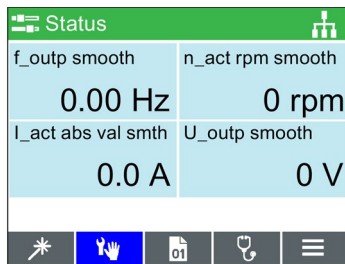 Status
f_outp smooth
n_act rpm smooth
0.00 Hz
0 rpm
I_act abs val smth
U_outp smooth
0.0 A
0 V
01